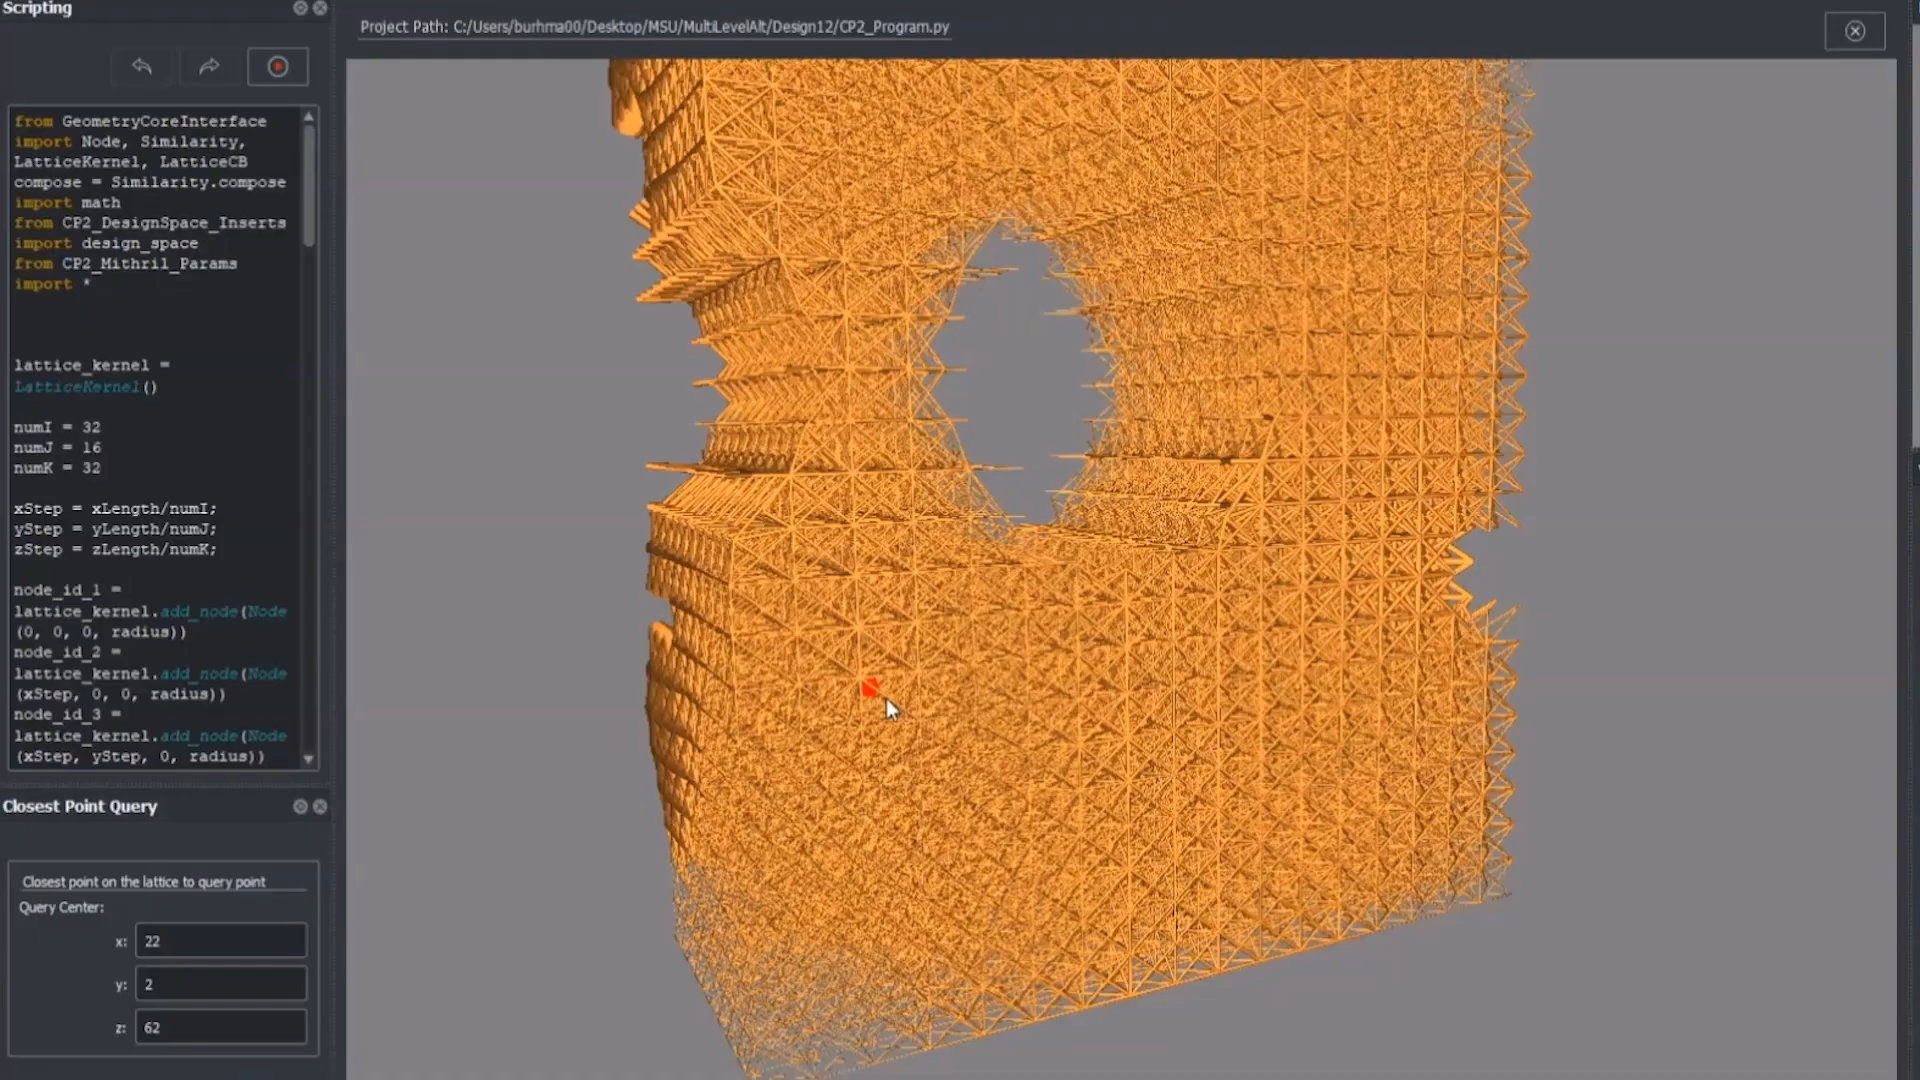 Scripting
Project Path: C:/Users/burhma00/Desktop/MSU/MultiLevelAlt/Design12/CP2_Program.py
from GeometryCoreInterface
import Node, Similarity,
LatticeKernel, LatticeCB
compose = Similarity.compose
import math
from CP2_DesignSpace_Inserts
import design_space
from CP2_Mithril_Params
import *
lattice_kernel =
LatticeKernel()
numI = 32
numJ = 16
numK = 32
xStep = xLength/numI;
yStep = yLength/numJ;
zStep = zLength/numK;
node_id_1 =
lattice_kernel.add_node(Node
(0, 0, 0, radius))
node_id_2 =
lattice_kernel.add_node(Node
(xStep, 0, 0, radius))
node_id_3 =
lattice_kernel.add_node(Node
(xStep, yStep, 0, radius))
Closest Point Query
Closest point on the lattice to query point
Query Center:
x: 22
y: 2
z: 62